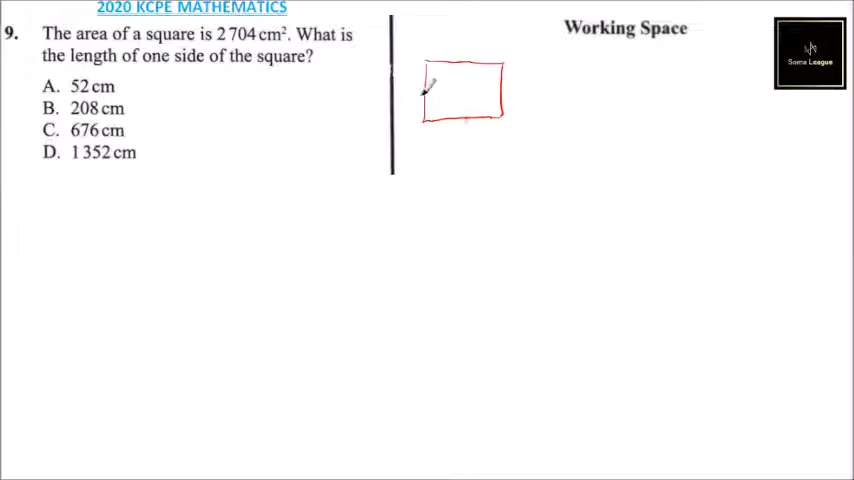 2020 KCPE MATHEMATICS
9. The area of a square is 2 704 cm². What is
the length of one side of the square?
A. 52 cm
B. 208 cm
C. 676 cm
D. 1 352 cm
Working Space
Soma League